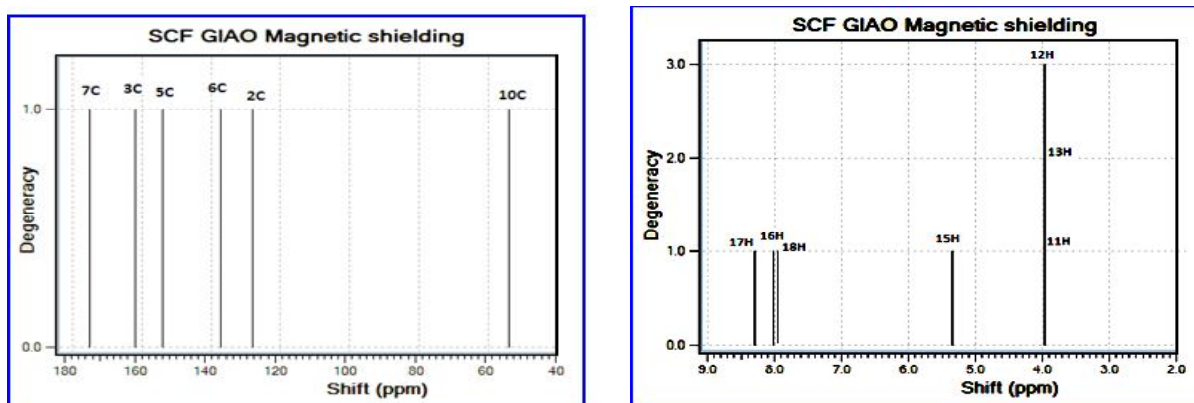 SCF GIAO Magnetic shielding
7C 3C 5C 6C 2C 10C
1.0
0.0
Degeneracy
180 160 140 120 100 80 60 40
Shift (ppm)
SCF GIAO Magnetic shielding
12H
3.0
2.0
13H
17H 16H 18H 15H 11H
1.0
0.0
Degeneracy
9.0 8.0 7.0 6.0 5.0 4.0 3.0 2.0
Shift (ppm)